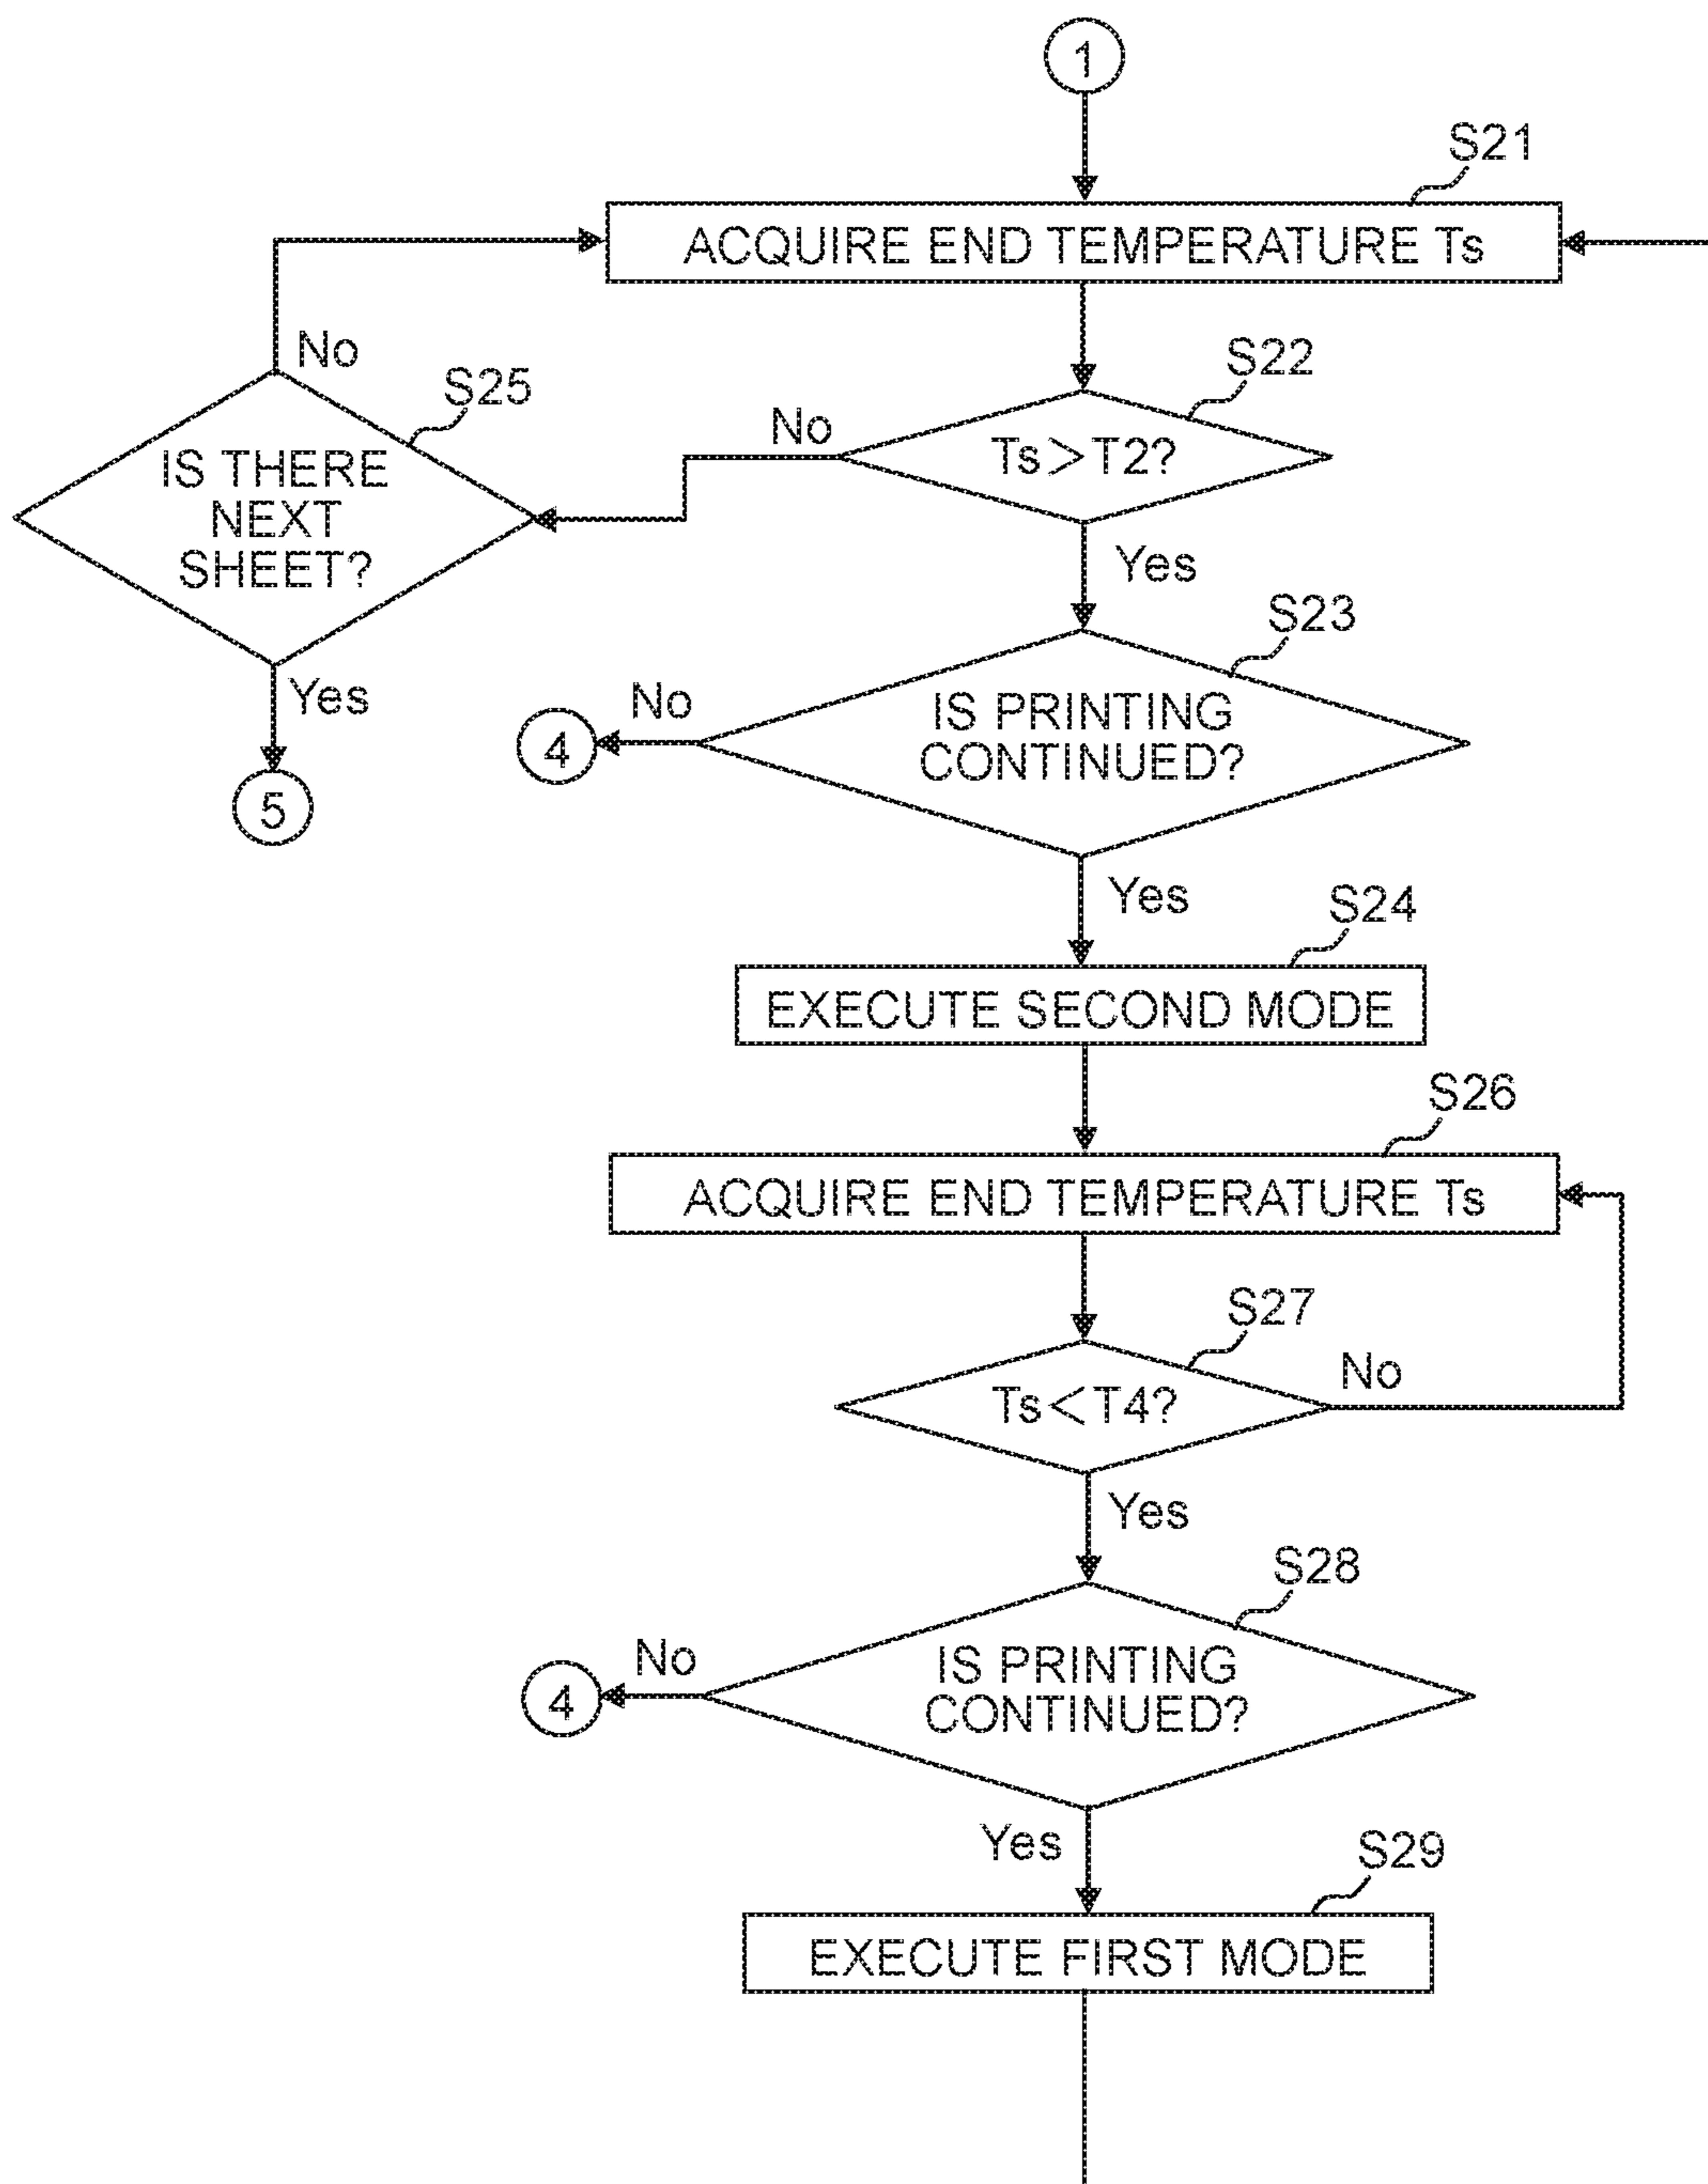 1
S21
ACQUIRE END TEMPERATURE Ts
No
S25
S22
IS THERE
NEXT
SHEET?
No
Ts>T2?
Yes
Yes
S23
No
4
IS PRINTING
CONTINUED?
5
Yes
S24
EXECUTE SECOND MODE
S26
ACQUIRE END TEMPERATURE Ts
S27
Ts<T4?
No
Yes
S28
No
4
IS PRINTING
CONTINUED?
Yes
S29
EXECUTE FIRST MODE